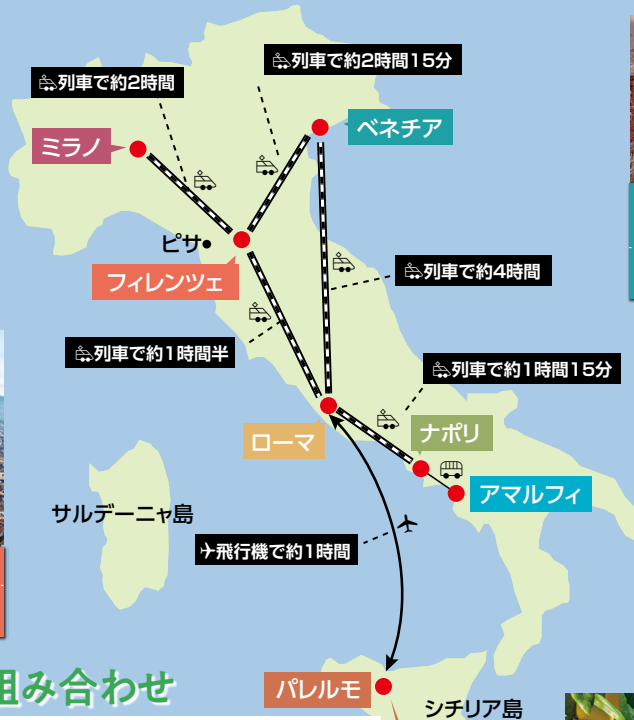 列車で約2時間15分
列車で約2時間
ベネチア
ミラノ
ピサ
フィレンツェ
列車で約4時間
列車で約1時間半
列車で約1時間15分
ローマ
ナポリ
アマルフィ
サルデーニャ島
飛行機で約1時間
組み合わせ
パレルモ
シチリア島